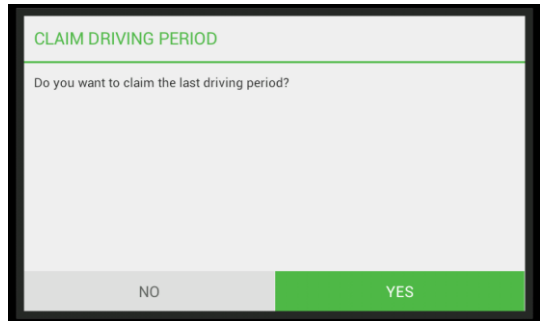 CLAIM DRIVING PERIOD
Do you want to claim the last driving period?
NO
YES